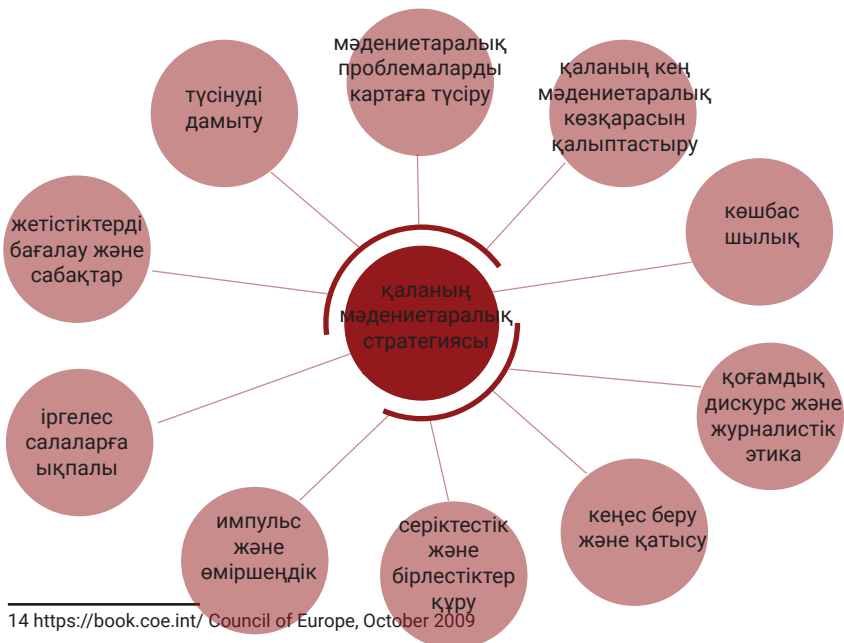 мәдениетаралық
проблемаларды
картаға түсіру
қаланың кең
мәдениетаралық
көзқарасын
қалыптастыру
көшбас
шылық
қоғамдық
дискурс және
журналистік
этика
кеңес беру
және қатысу
серіктестік
және
бірлестіктер
құру
импульс
және
өміршеңдік
іргелес
салаларға
ықпалы
жетістіктерді
бағалау және
сабақтар
түсінуді
дамыту
қаланың
мәдениетаралық
стратегиясы
14 https://book.coe.int/ Council of Europe, October 2009